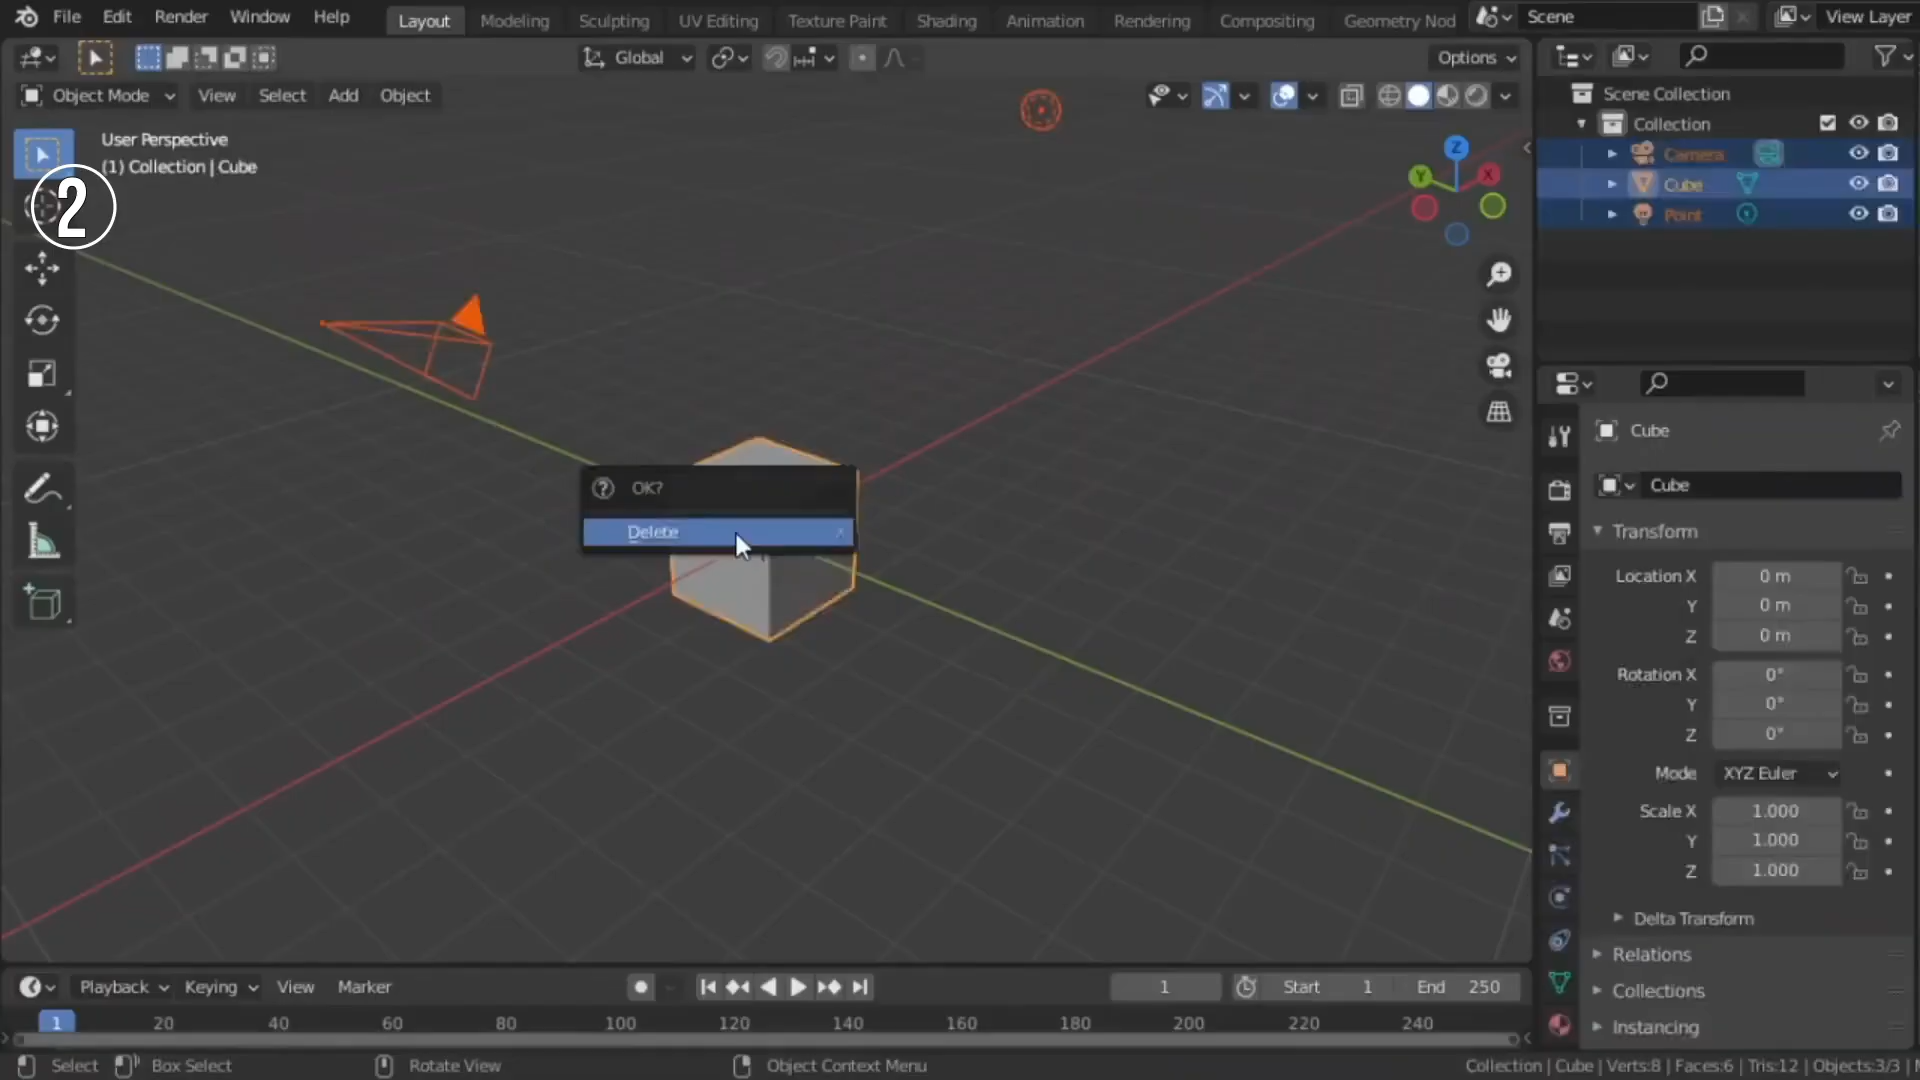 File Edit Render Window Help Layout Modeling Sculpting UV Editing Texture Paint Shading Animation Rendering Compositing Geometry Nod Scene View Layer
Global Options
Object Mode View Select Add Object
User Perspective
(1) Collection | Cube
2
Z
Y
X
OK?
Delete
Scene Collection
Collection
Camera
Cube
Point
Cube
Cube
Transform
Location X 0 m
Y 0 m
Z 0 m
Rotation X 0°
Y 0°
Z 0°
Mode XYZ Euler
Scale X 1.000
Y 1.000
Z 1.000
Delta Transform
Relations
Collections
Instancing
Playback Keying View Marker 1 Start 1 End 250
1 20 40 60 80 100 120 140 160 180 200 220 240
Select Box Select Rotate View Object Context Menu Collection | Cube | Verts:8 | Faces:6 | Tris:12 | Objects:3/3 |